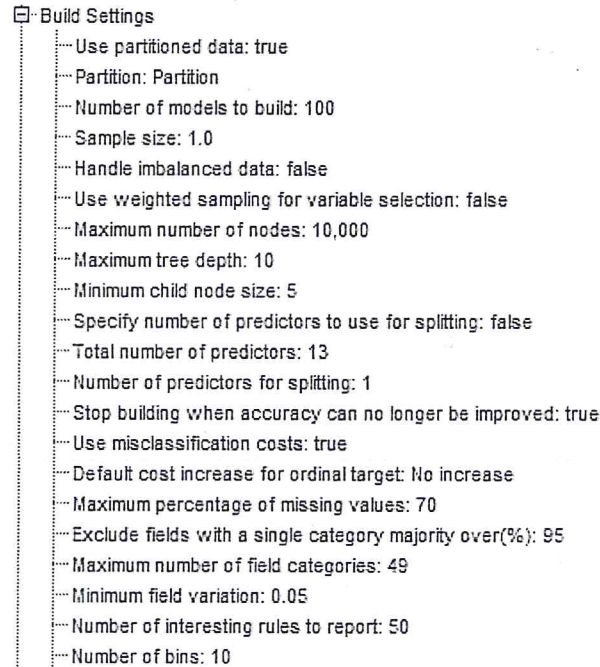 Build Settings
Use partitioned data: true
Partition: Partition
Number of models to build: 100
Sample size: 1.0
Handle imbalanced data: false
Use weighted sampling for variable selection: false
Maximum number of nodes: 10,000
Maximum tree depth: 10
Minimum child node size: 5
Specify number of predictors to use for splitting: false
Total number of predictors: 13
Number of predictors for splitting: 1
Stop building when accuracy can no longer be improved: true
Use misclassification costs: true
Default cost increase for ordinal target: No increase
Maximum percentage of missing values: 70
Exclude fields with a single category majority over(%): 95
Maximum number of field categories: 49
Minimum field variation: 0.05
Number of interesting rules to report: 50
Number of bins: 10